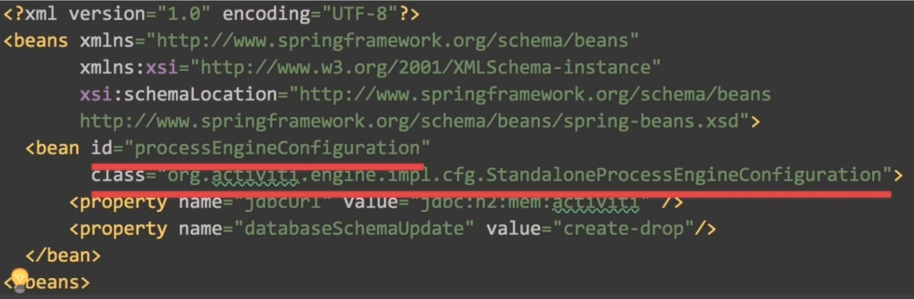 <?xml version="1.0" encoding="UTF-8"?>
<beans xmlns="http://www.springframework.org/schema/beans"
xmlns:xsi="http://www.w3.org/2001/XMLSchema-instance"
xsi:schemaLocation="http://www.springframework.org/schema/beans
http://www.springframework.org/schema/beans/spring-beans.xsd">
<bean id="processEngineConfiguration"
class="org.activiti.engine.impl.cfg.StandaloneProcessEngineConfiguration">
<property name="jdbcUrl" value="jdbc:h2:mem:activiti" />
<property name="databaseSchemaUpdate" value="create-drop"/>
</bean>
</beans>